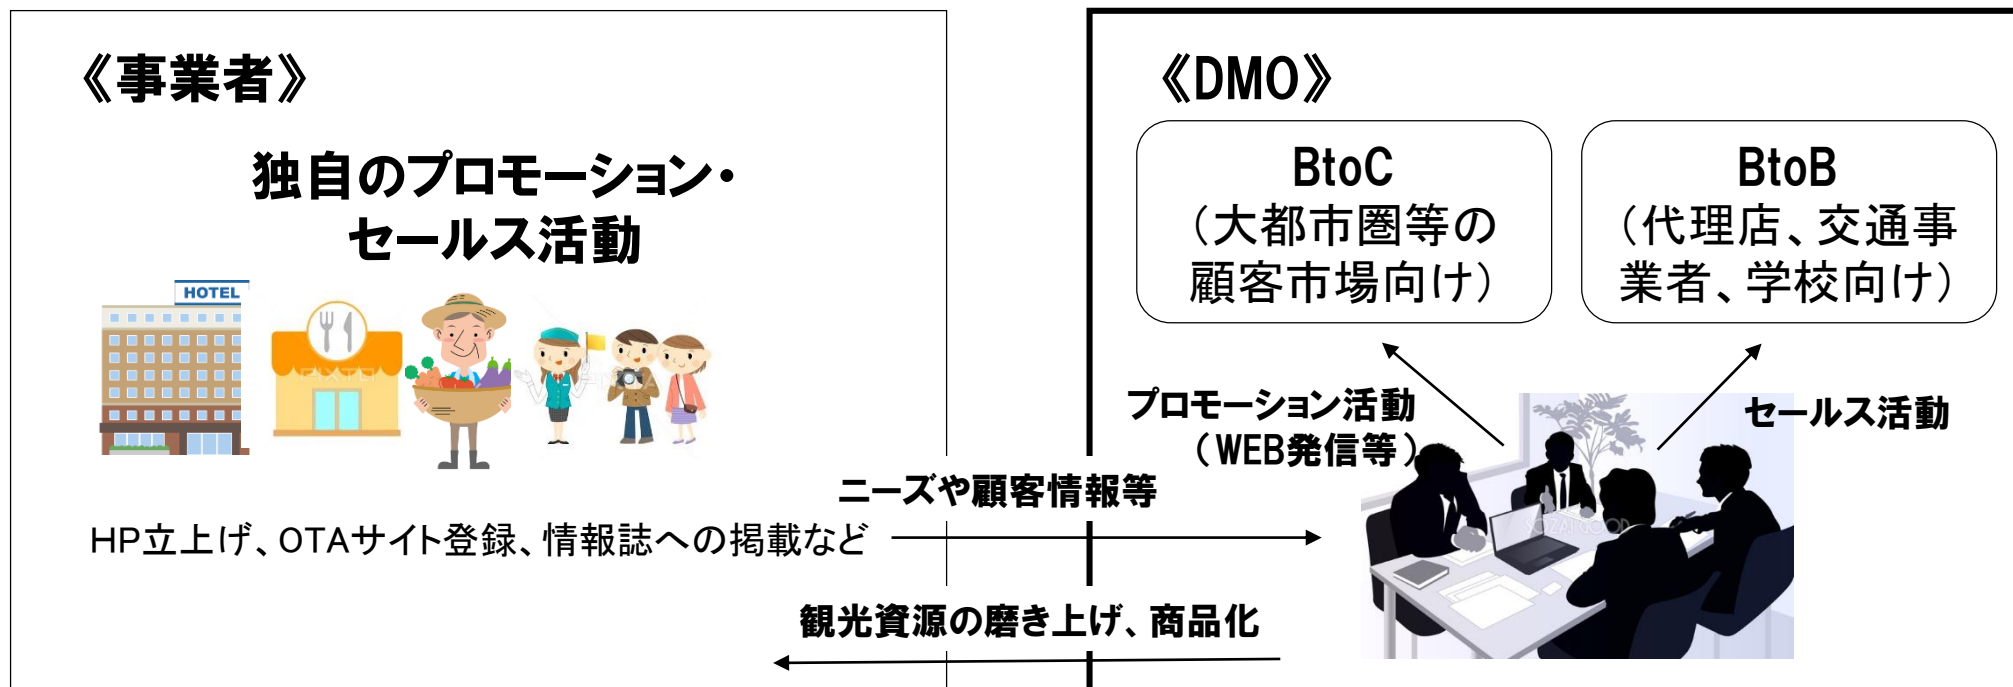 《事業者》
独自のプロモーション・
セールス活動
HOTEL
PIXTA
HP立上げ、OTAサイト登録、情報誌への掲載など
ニーズや顧客情報等
観光資源の磨き上げ、商品化
《DMO》
BtoC
（大都市圏等の
顧客市場向け）
BtoB
（代理店、交通事
業者、学校向け）
プロモーション活動
（WEB発信等）
セールス活動
SOZAI GOOD